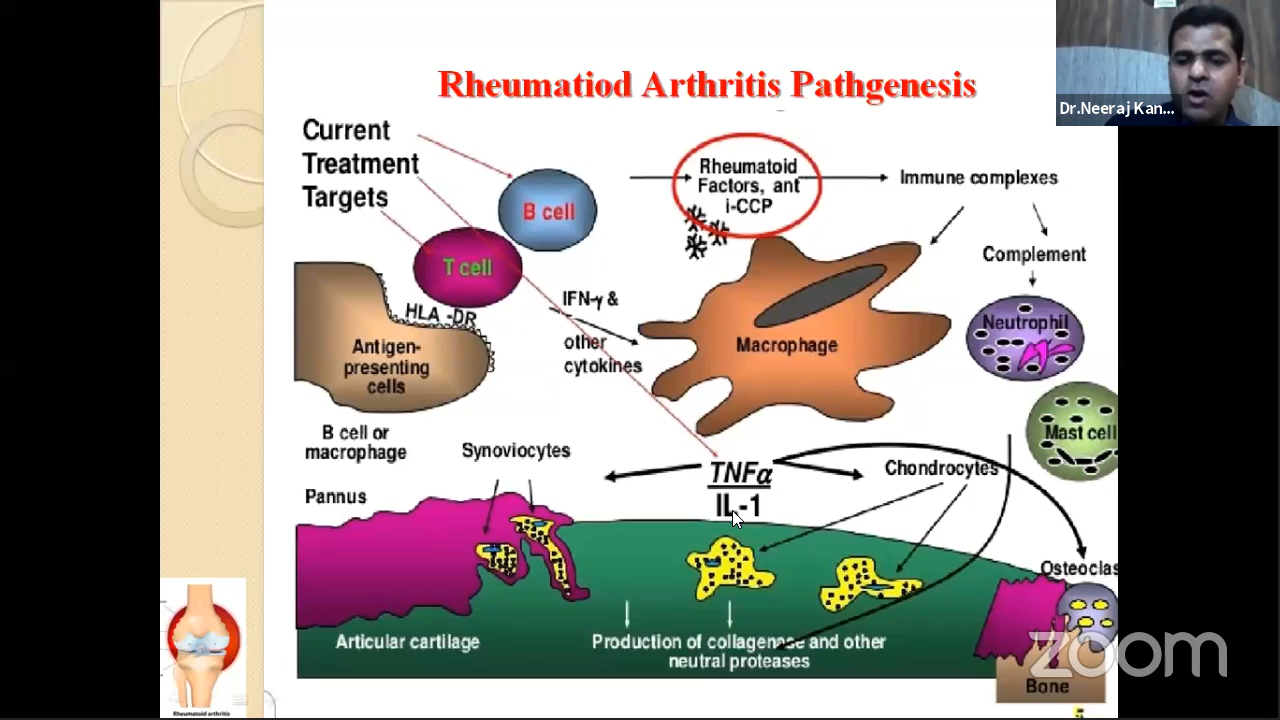 Rheumatiod Arthritis Pathgenesis
Dr.Neeraj Kan...
Current
Treatment
Targets
B cell
T cell
Rheumatoid
Factors, ant
i-CCP
Immune complexes
Complement
Neutrophil
Mast cell
HLA -DR
IFN-γ &
other
cytokines
Macrophage
Antigen-
presenting
cells
B cell or
macrophage
Synoviocytes
Pannus
TNFα
IL-1
Chondrocytes
Osteoclas
Articular cartilage
Production of collagenase and other
neutral proteases
Bone
Rheumatoid arthritis
zoom